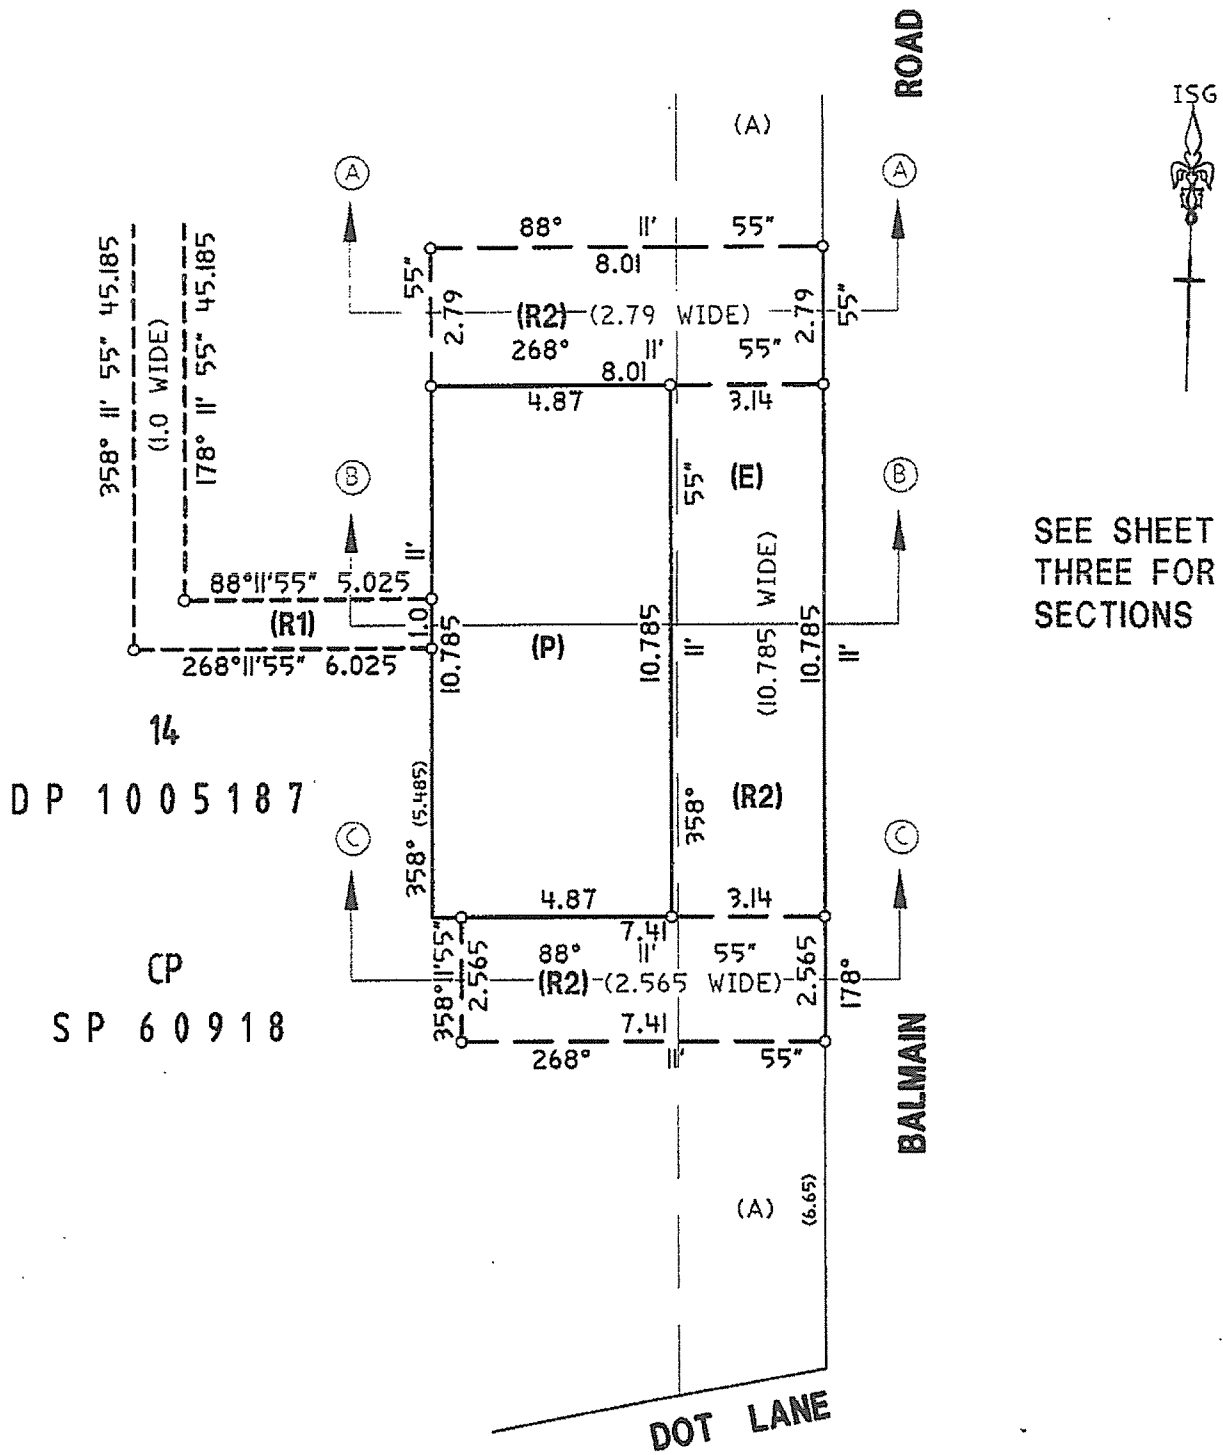 ROAD
ISG
(A)
A
A
88° 11' 55"
8.01
55"
2.79
(R2) (2.79 WIDE)
2.79
55"
268° 11' 55"
8.01
4.87
3.14
358° 11' 55" 45.185
(1.0 WIDE)
178° 11' 55" 45.185
B
B
55"
(E)
SEE SHEET
THREE FOR
SECTIONS
11'
88°11'55" 5.025
(R1)
1.0
268°11'55" 6.025
10.785
(P)
10.785
11'
(10.785 WIDE)
10.785
11'
14
DP 1005187
(5.485)
358°
358°
(R2)
C
C
4.87
3.14
7.41
88° 11' 55"
358°11'55"
2.565
(R2) (2.565 WIDE)
2.565
178°
CP
SP 60918
7.41
268° 11' 55"
BALMAIN
(A)
(6.65)
DOT LANE